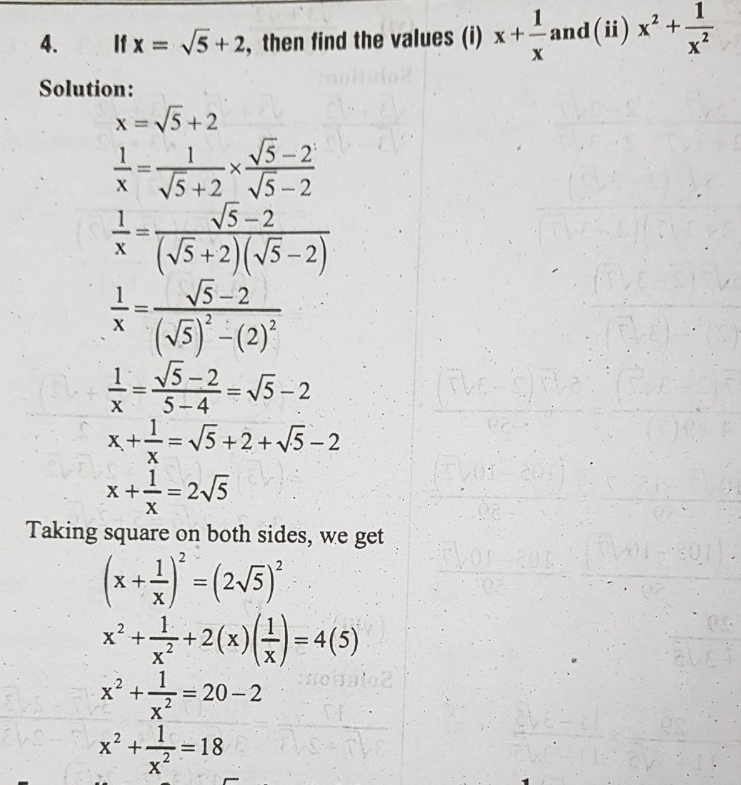 4. If x = √5 + 2, then find the values (i) x + 1/x and (ii) x² + 1/x²
Solution:
x = √5 + 2
1/x = 1/(√5 + 2) × (√5 – 2)/(√5 – 2)
1/x = (√5 – 2)/((√5 + 2)(√5 – 2))
1/x = (√5 – 2)/((√5)² – (2)²)
1/x = (√5 – 2)/(5 – 4) = √5 – 2
x + 1/x = √5 + 2 + √5 – 2
x + 1/x = 2√5
Taking square on both sides, we get
(x + 1/x)² = (2√5)²
x² + 1/x² + 2(x)(1/x) = 4(5)
x² + 1/x² = 20 – 2
x² + 1/x² = 18